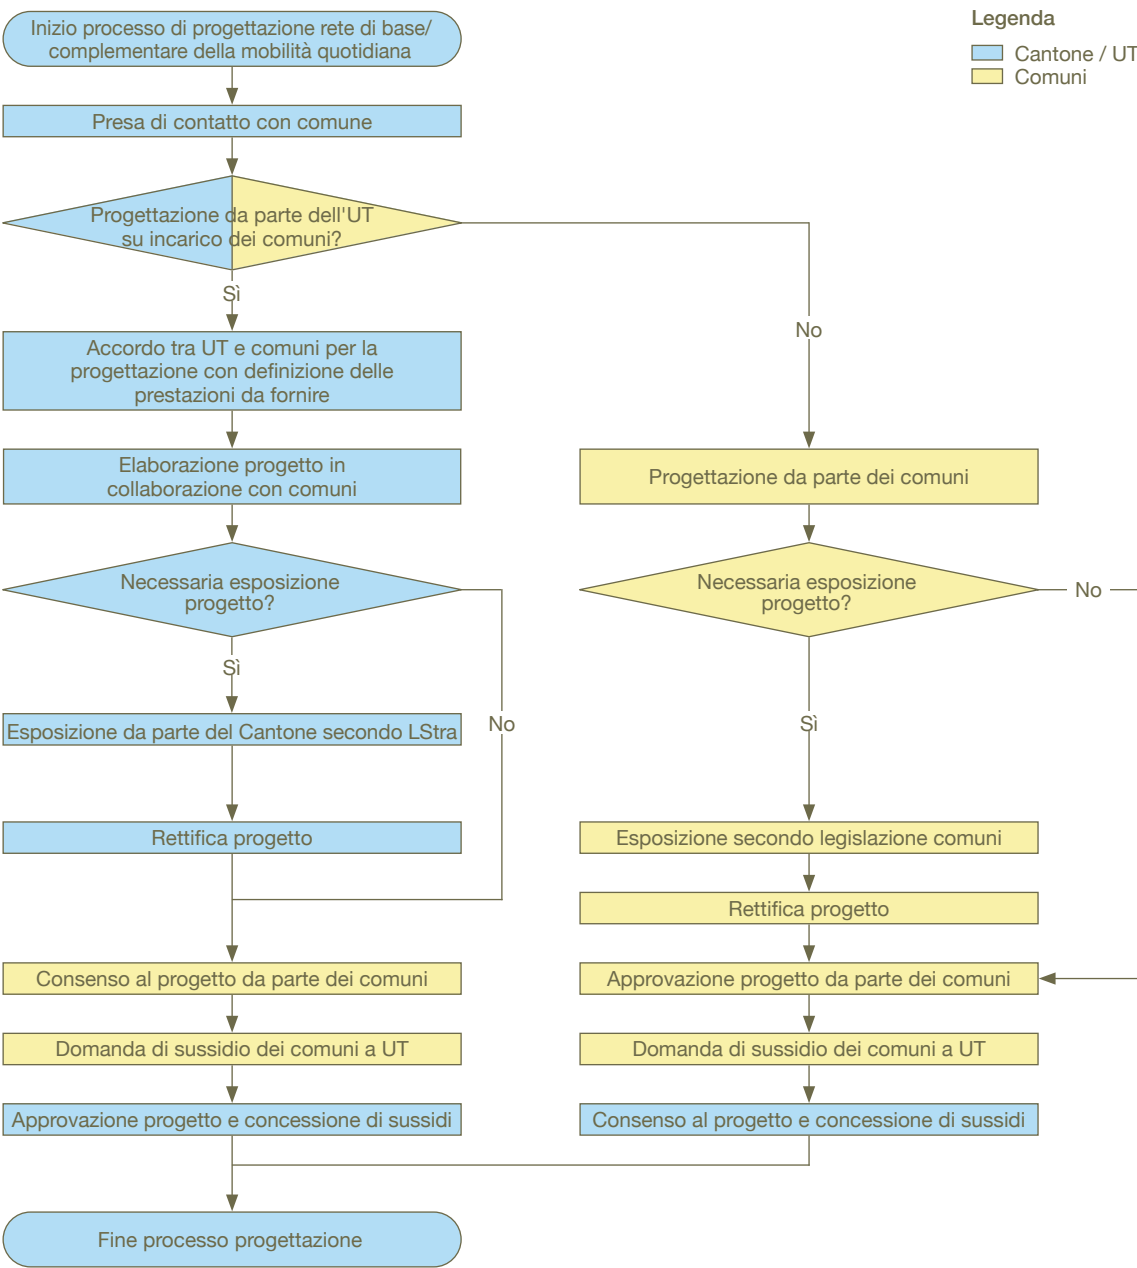 Inizio processo di progettazione rete di base/
complementare della mobilità quotidiana
Legenda
Cantone / UT
Comuni
Presa di contatto con comune
Progettazione da parte dell'UT
su incarico dei comuni?
Sì
No
Accordo tra UT e comuni per la
progettazione con definizione delle
prestazioni da fornire
Elaborazione progetto in
collaborazione con comuni
Progettazione da parte dei comuni
Necessaria esposizione
progetto?
Necessaria esposizione
progetto?
No
Sì
Esposizione da parte del Cantone secondo LStra
No
Sì
Rettifica progetto
Esposizione secondo legislazione comuni
Rettifica progetto
Consenso al progetto da parte dei comuni
Approvazione progetto da parte dei comuni
Domanda di sussidio dei comuni a UT
Domanda di sussidio dei comuni a UT
Approvazione progetto e concessione di sussidi
Consenso al progetto e concessione di sussidi
Fine processo progettazione